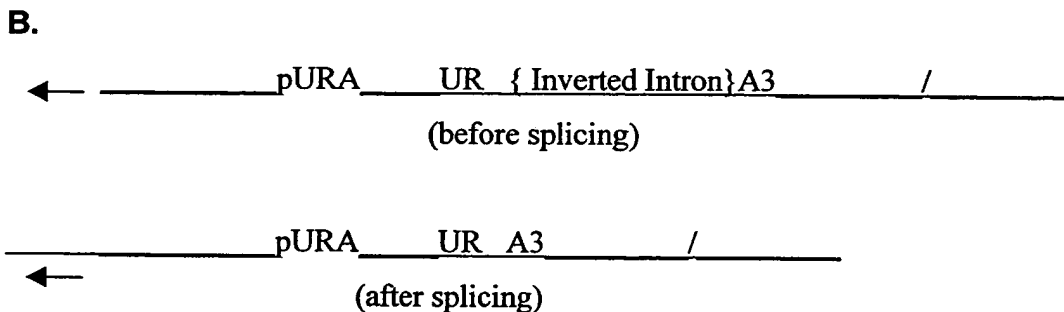 B.
pURA UR { Inverted Intron}A3 /
(before splicing)
pURA UR A3 /
(after splicing)